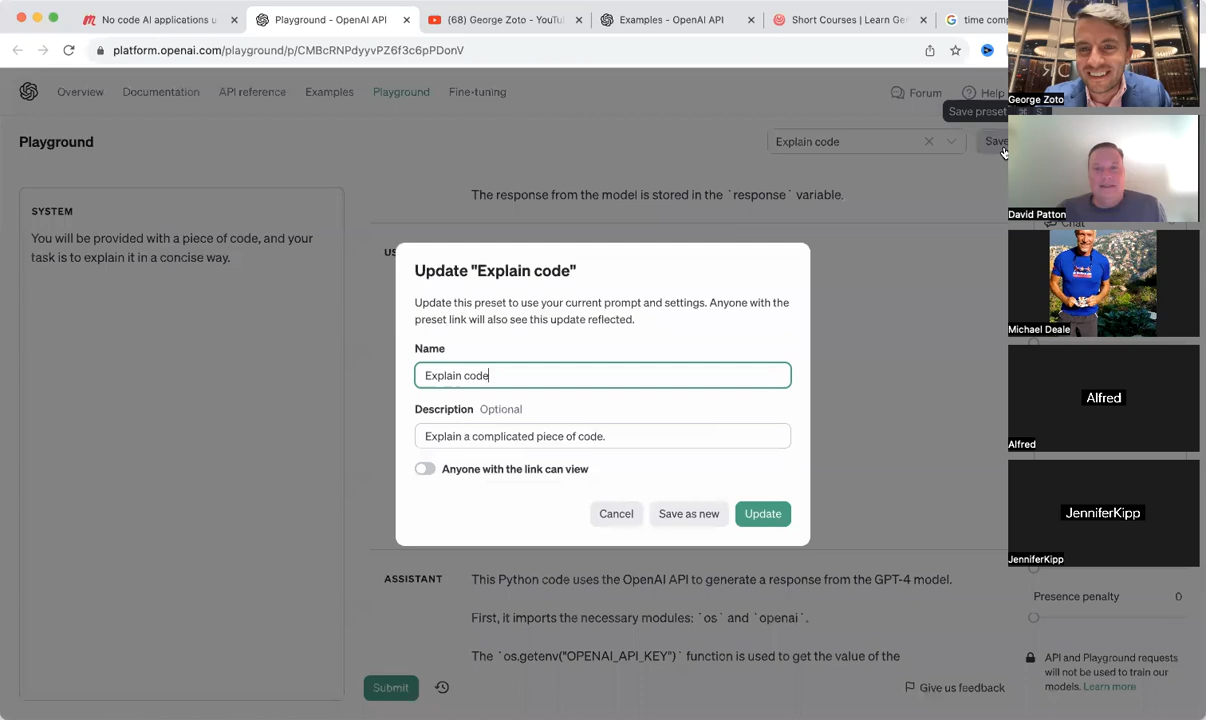 No code AI applications u
Playground - OpenAI API
(68) George Zoto - YouTu
Examples - OpenAI API
Short Courses | Learn Ge
time comp
platform.openai.com/playground/p/CMBcRNPdyyvPZ6f3c6pPDonV
Overview
Documentation
API reference
Examples
Playground
Fine-tuning
Forum
Help
George Zoto
Save preset
⌘ S
Playground
Explain code
Save
SYSTEM
You will be provided with a piece of code, and your
task is to explain it in a concise way.
The response from the model is stored in the `response` variable.
US
David Patton
Chat
Update "Explain code"
Update this preset to use your current prompt and settings. Anyone with the
preset link will also see this update reflected.
Name
Explain code
Description Optional
Explain a complicated piece of code.
Anyone with the link can view
Cancel
Save as new
Update
Michael Deale
Alfred
Alfred
JenniferKipp
JenniferKipp
ASSISTANT
This Python code uses the OpenAI API to generate a response from the GPT-4 model.
First, it imports the necessary modules: `os` and `openai`.
The `os.getenv("OPENAI_API_KEY")` function is used to get the value of the
Presence penalty 0
API and Playground requests
will not be used to train our
models. Learn more
Submit
Give us feedback